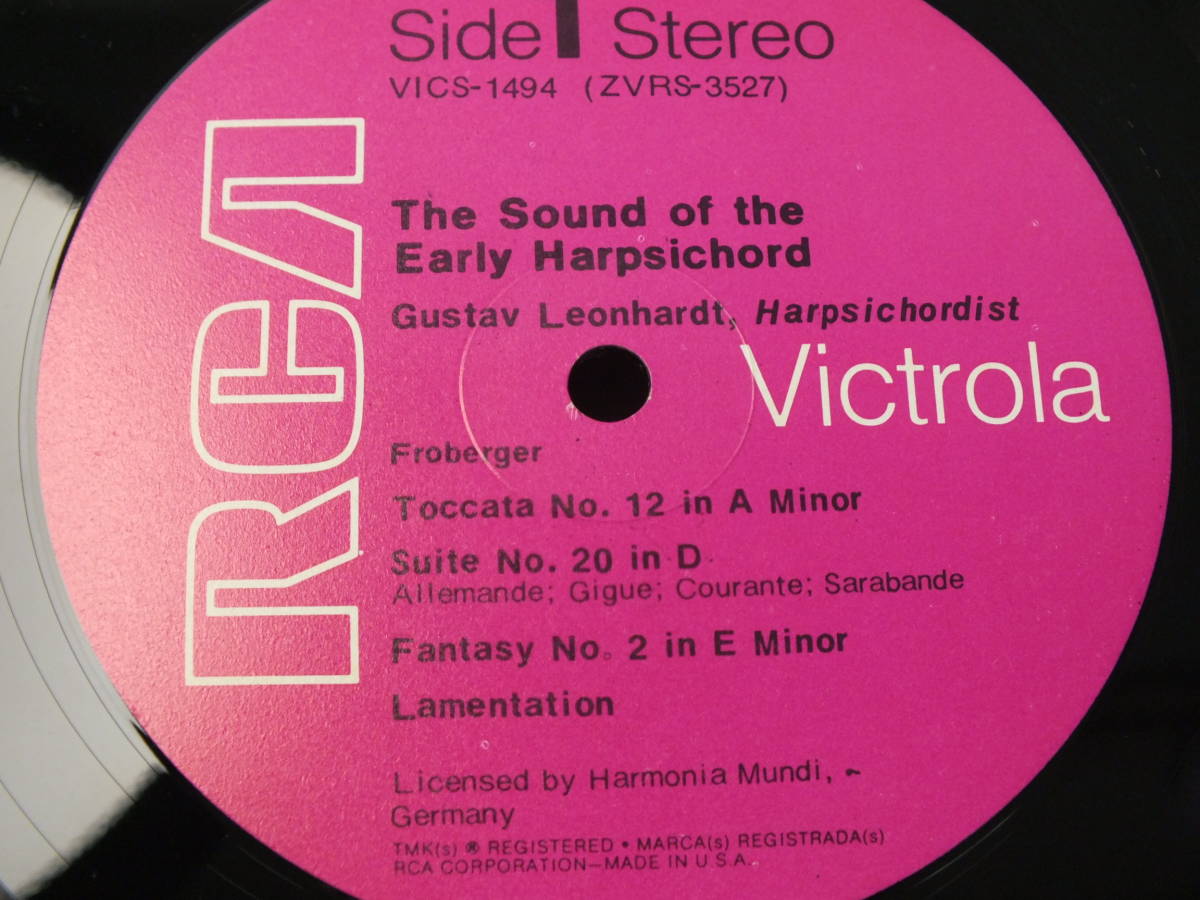 Side 1 Stereo
VICS-1494 (ZVRS-3527)
RCA
The Sound of the
Early Harpsichord
Gustav Leonhardt, Harpsichordist
Victrola
Froberger
Toccata No. 12 in A Minor
Suite No. 20 in D
Allemande; Gigue; Courante; Sarabande
Fantasy No. 2 in E Minor
Lamentation
Licensed by Harmonia Mundi,
Germany
TMK(s) ® REGISTERED • MARCA(s) REGISTRADA(s)
RCA CORPORATION—MADE IN U.S.A.